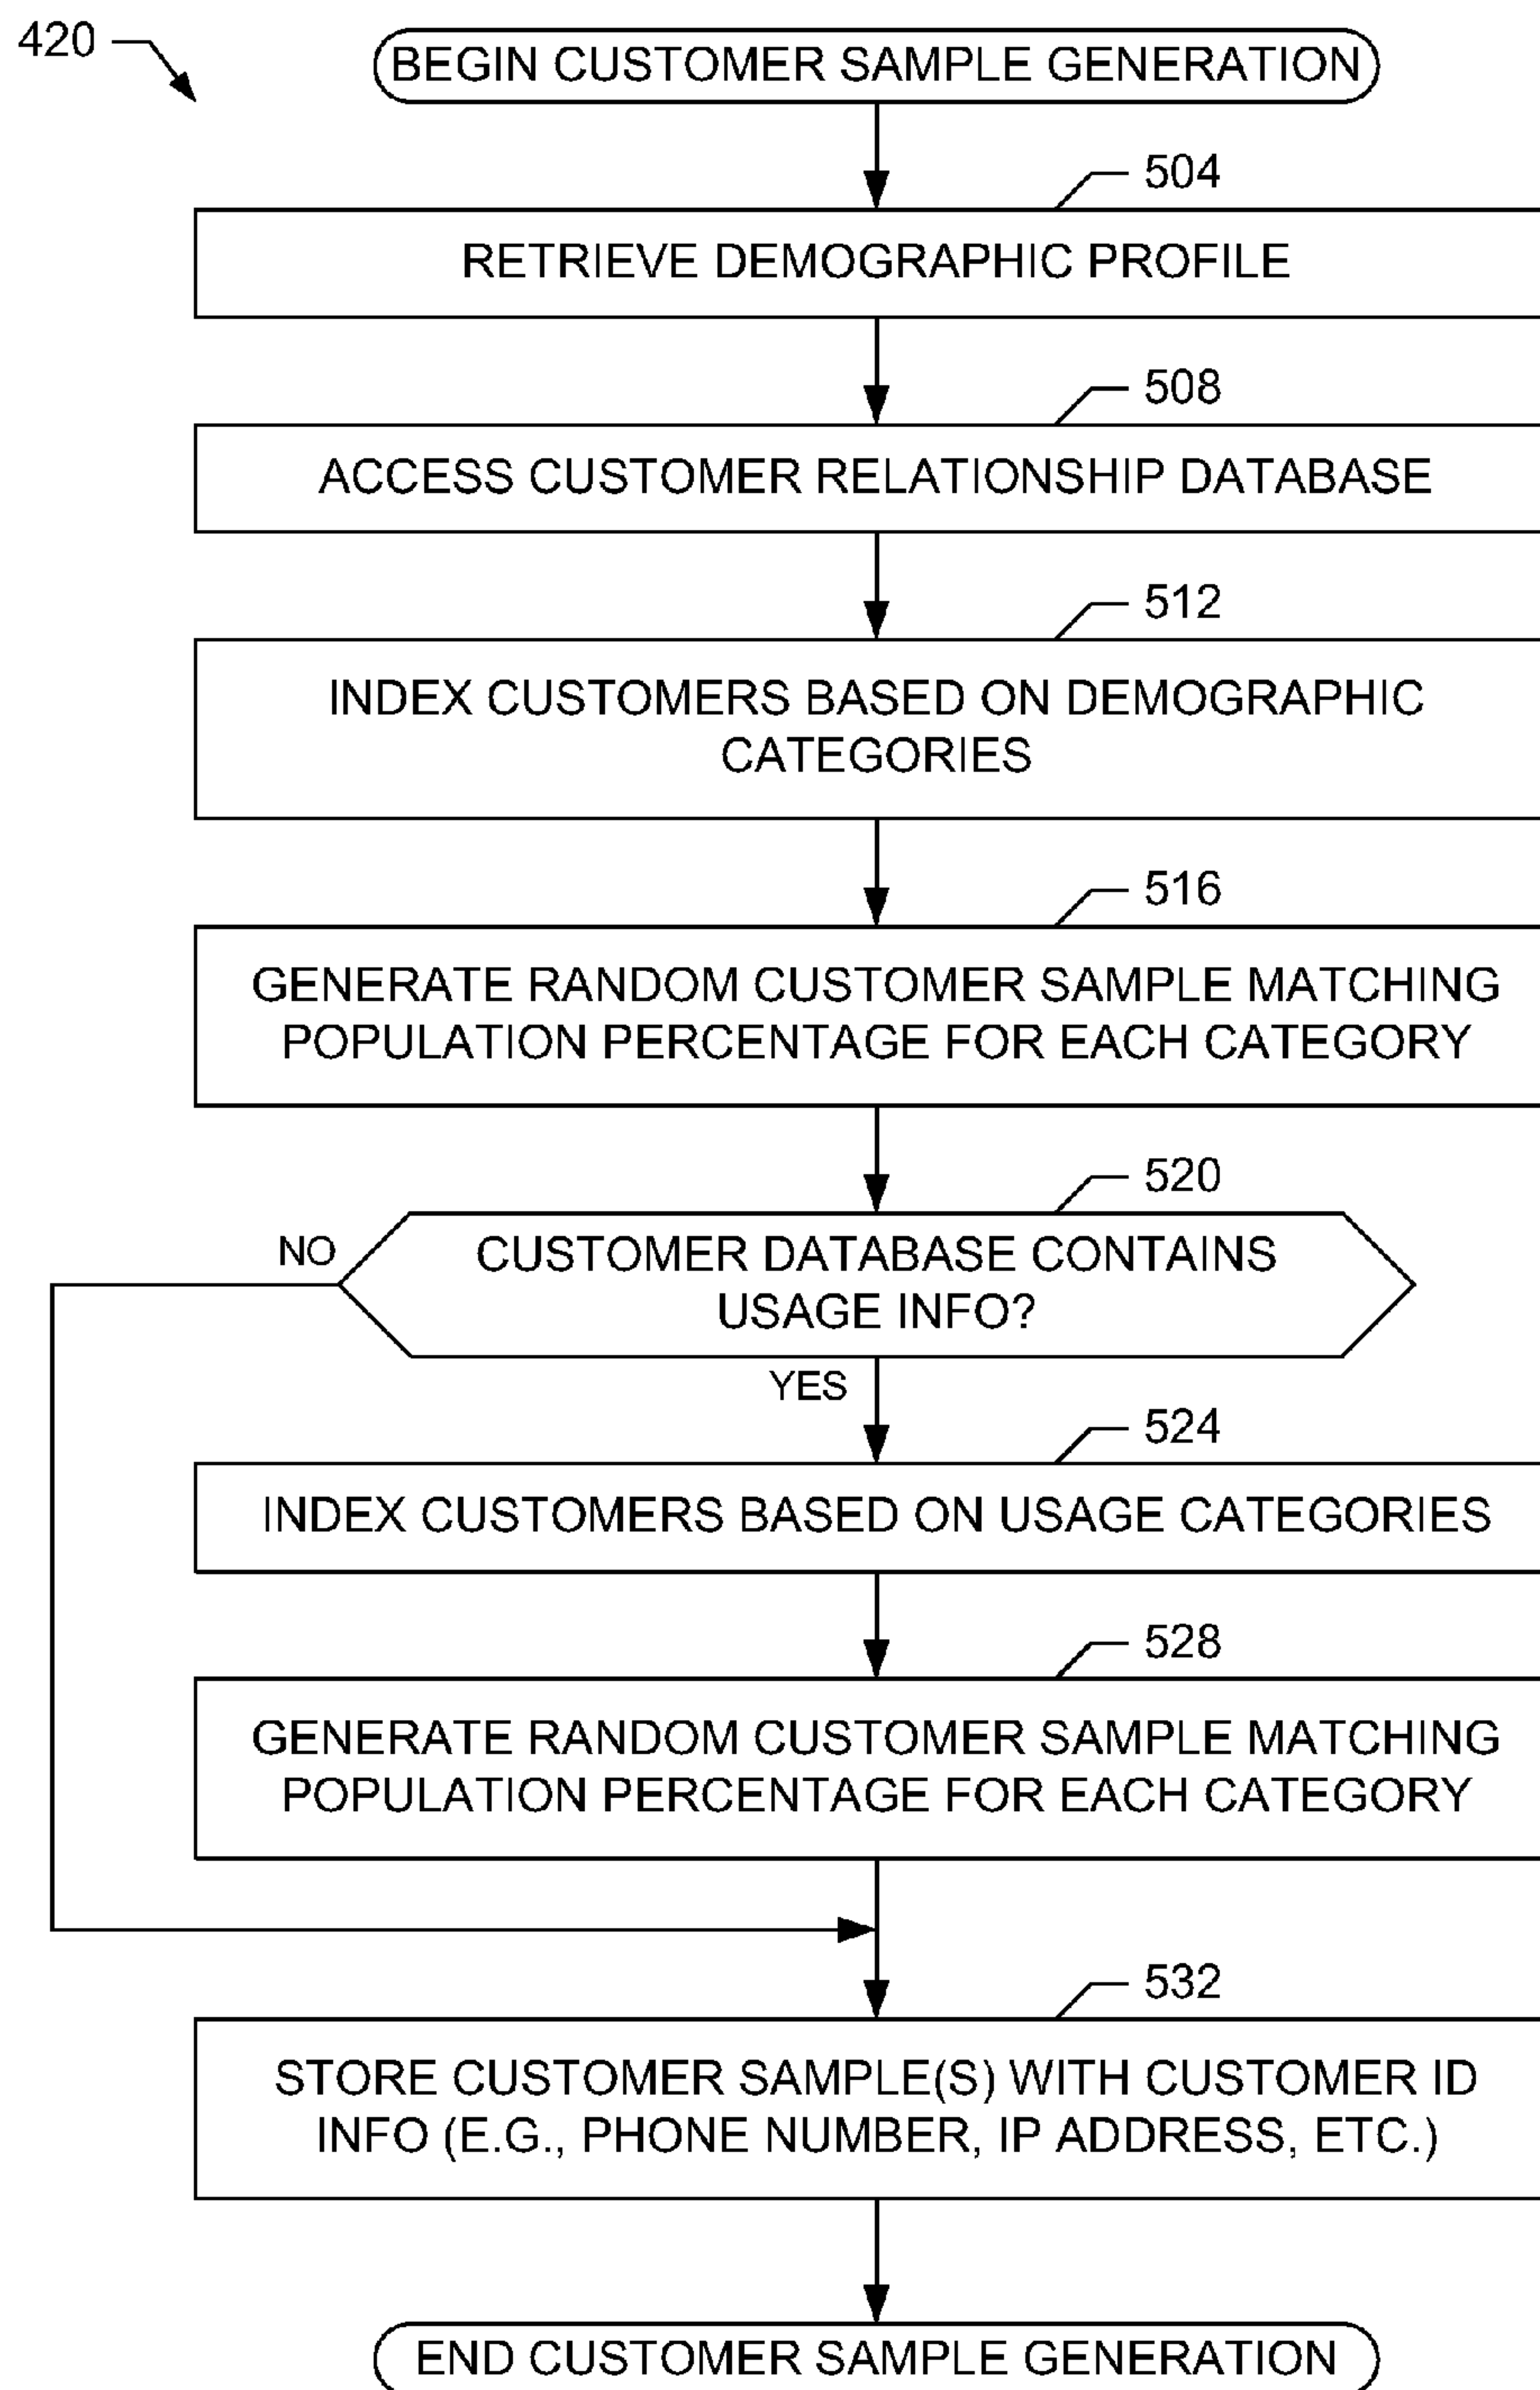 420
BEGIN CUSTOMER SAMPLE GENERATION
504
RETRIEVE DEMOGRAPHIC PROFILE
508
ACCESS CUSTOMER RELATIONSHIP DATABASE
512
INDEX CUSTOMERS BASED ON DEMOGRAPHIC
CATEGORIES
516
GENERATE RANDOM CUSTOMER SAMPLE MATCHING
POPULATION PERCENTAGE FOR EACH CATEGORY
520
NO
CUSTOMER DATABASE CONTAINS
USAGE INFO?
YES
524
INDEX CUSTOMERS BASED ON USAGE CATEGORIES
528
GENERATE RANDOM CUSTOMER SAMPLE MATCHING
POPULATION PERCENTAGE FOR EACH CATEGORY
532
STORE CUSTOMER SAMPLE(S) WITH CUSTOMER ID
INFO (E.G., PHONE NUMBER, IP ADDRESS, ETC.)
END CUSTOMER SAMPLE GENERATION